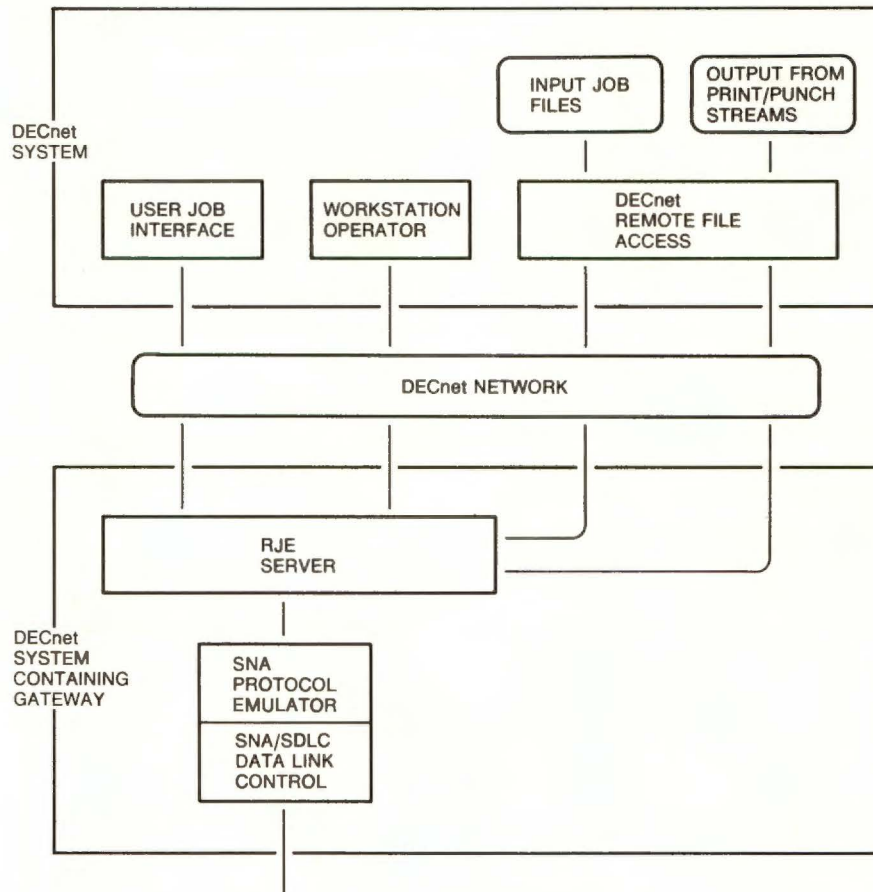 INPUT JOB
FILES
OUTPUT FROM
PRINT/PUNCH
STREAMS
DECnet
SYSTEM
USER JOB
INTERFACE
WORKSTATION
OPERATOR
DECnet
REMOTE FILE
ACCESS
DECnet NETWORK
RJE
SERVER
DECnet
SYSTEM
CONTAINING
GATEWAY
SNA
PROTOCOL
EMULATOR
SNA/SDLC
DATA LINK
CONTROL